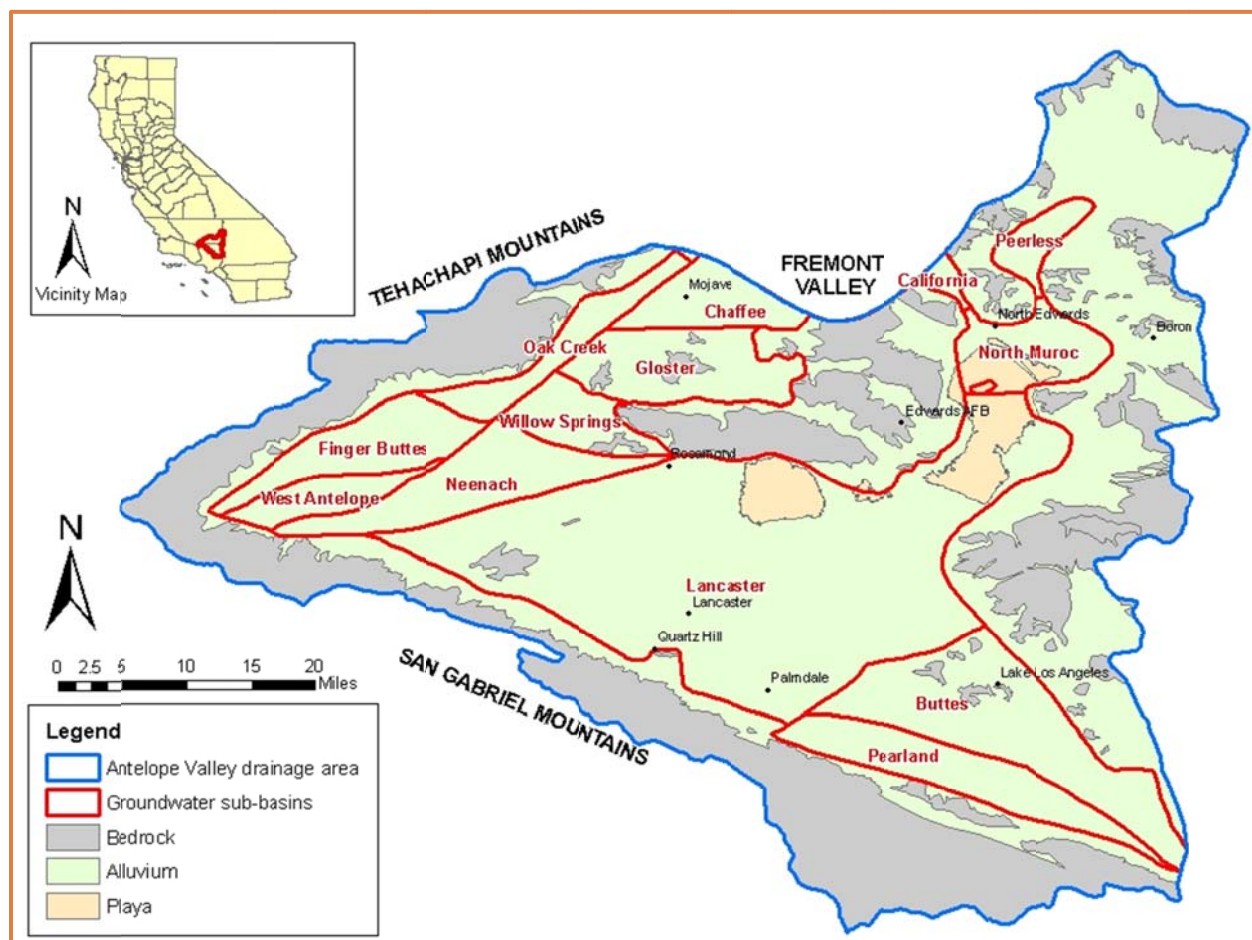 N
Vicinity Map
TEHACHAPI MOUNTAINS
FREMONT
VALLEY
Peerless
California
Mojave
Chaffee
North Edwards
Boron
Oak Creek
North Muroc
Gloster
Willow Springs
Edwards AFB
Finger Buttes
Rosamond
West Antelope
Neenach
N
Lancaster
Lancaster
Quartz Hill
0 2.5 5 10 15 20
Miles
SAN GABRIEL MOUNTAINS
Palmdale
Lake Los Angeles
Buttes
Pearland
Legend
Antelope Valley drainage area
Groundwater sub-basins
Bedrock
Alluvium
Playa